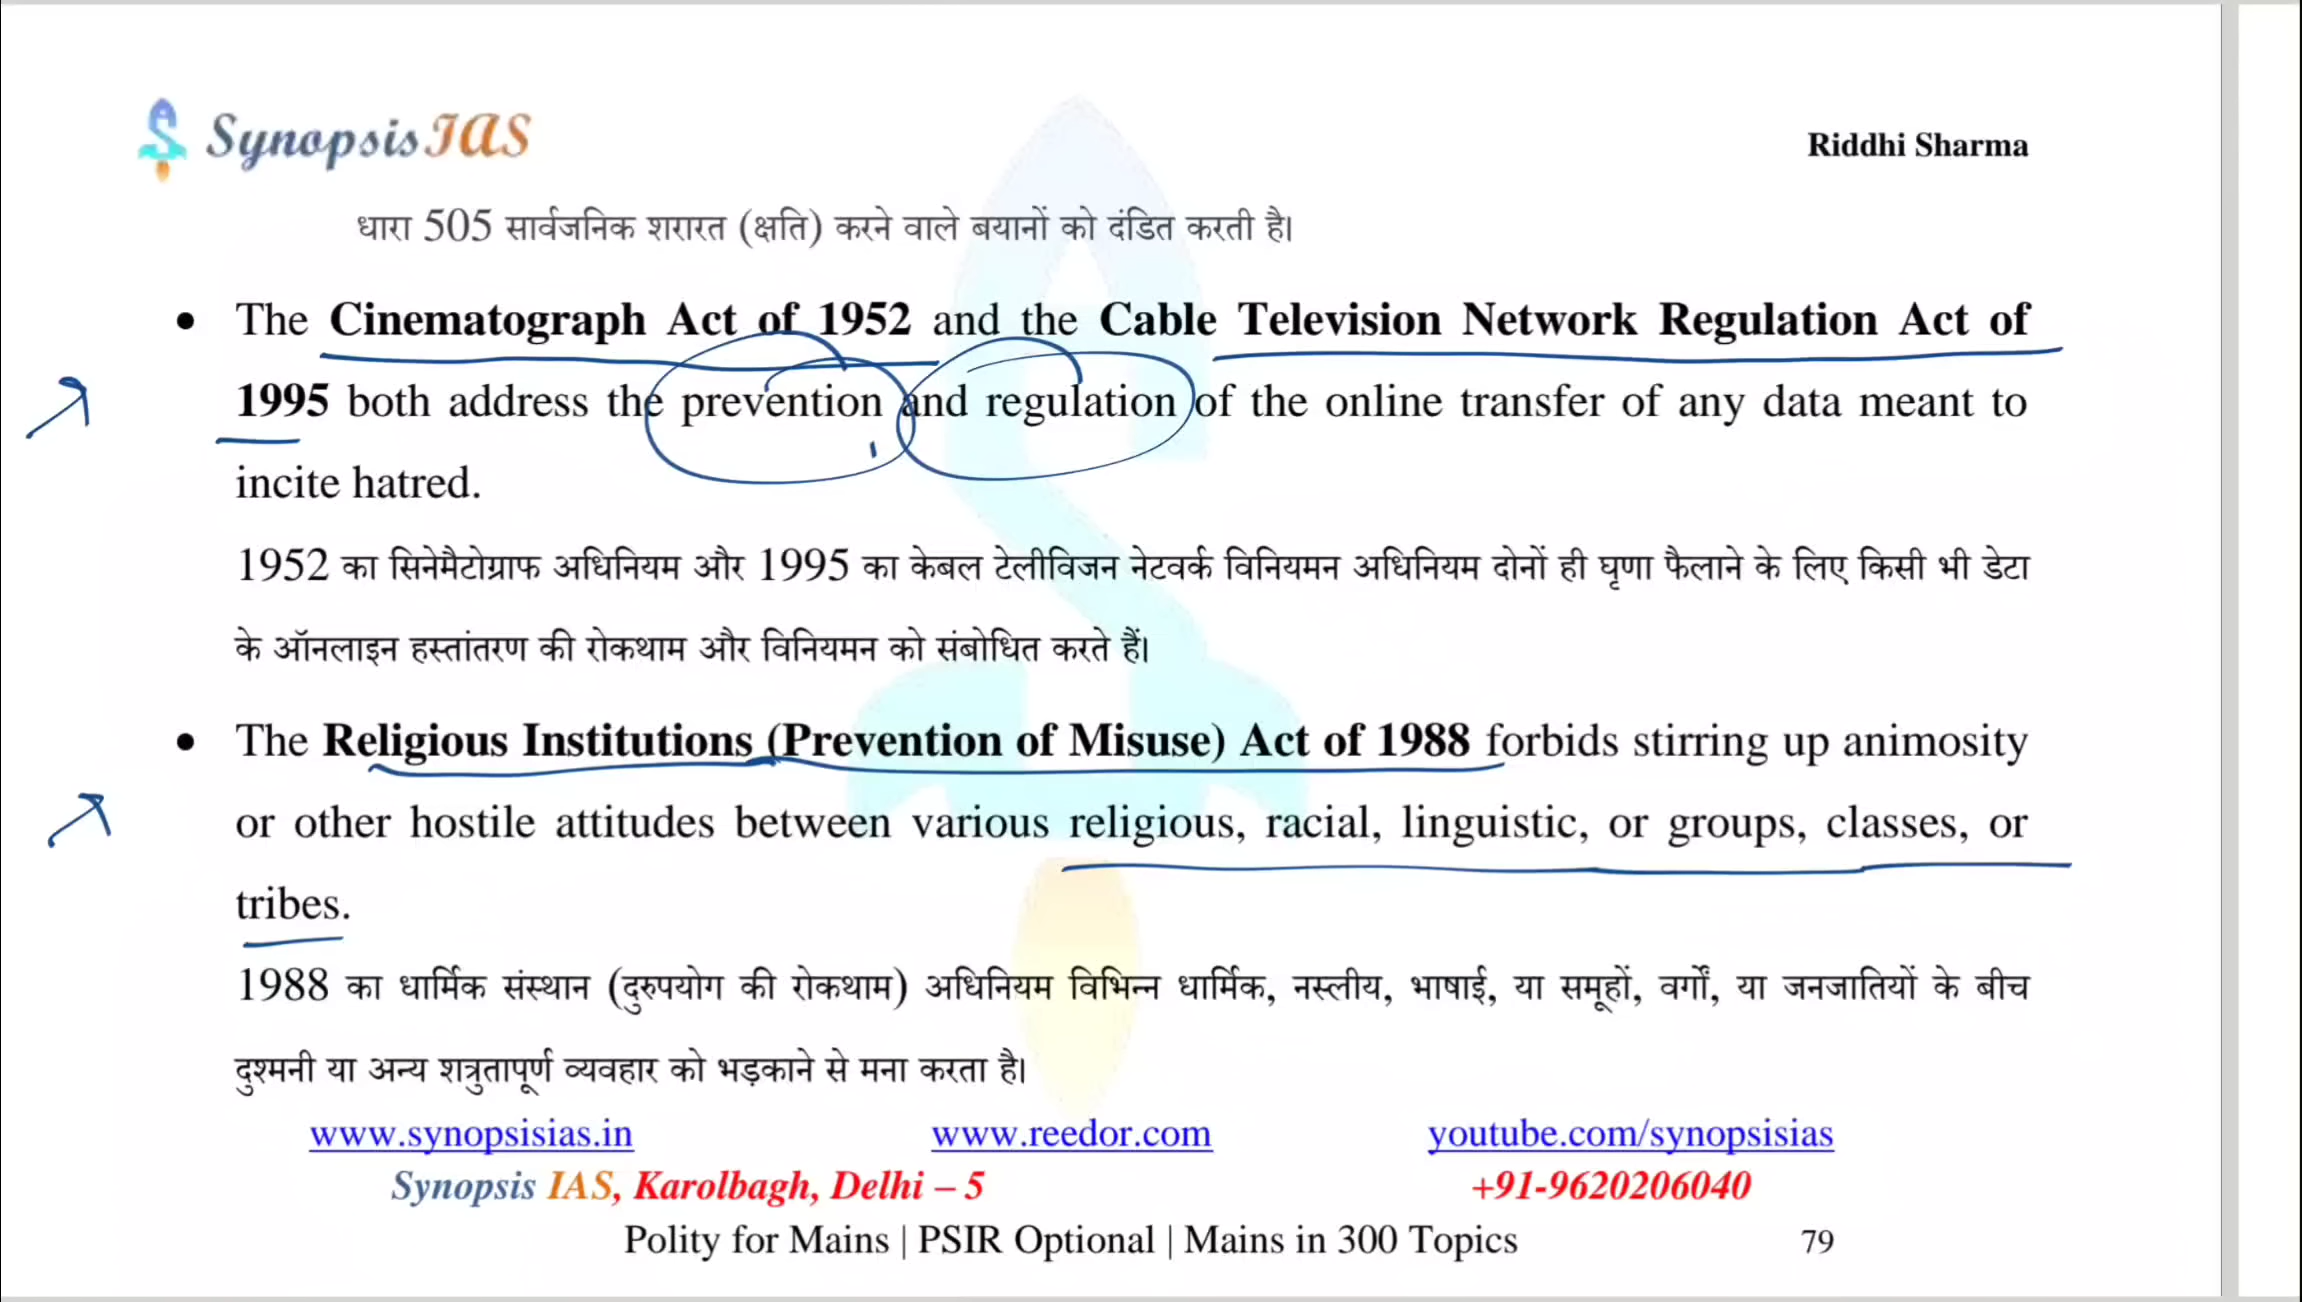 Synopsis IAS
Riddhi Sharma
धारा 505 सार्वजनिक शरारत (क्षति) करने वाले बयानों को दंडित करती है।
• The Cinematograph Act of 1952 and the Cable Television Network Regulation Act of
1995 both address the prevention and regulation of the online transfer of any data meant to
incite hatred.
1952 का सिनेमैटोग्राफ अधिनियम और 1995 का केबल टेलीविजन नेटवर्क विनियमन अधिनियम दोनों ही घृणा फैलाने के लिए किसी भी डेटा
के ऑनलाइन हस्तांतरण की रोकथाम और विनियमन को संबोधित करते हैं।
• The Religious Institutions (Prevention of Misuse) Act of 1988 forbids stirring up animosity
or other hostile attitudes between various religious, racial, linguistic, or groups, classes, or
tribes.
1988 का धार्मिक संस्थान (दुरुपयोग की रोकथाम) अधिनियम विभिन्न धार्मिक, नस्लीय, भाषाई, या समूहों, वर्गों, या जनजातियों के बीच
दुश्मनी या अन्य शत्रुतापूर्ण व्यवहार को भड़काने से मना करता है।
www.synopsisias.in www.reedor.com youtube.com/synopsisias
Synopsis IAS, Karolbagh, Delhi – 5 +91-9620206040
Polity for Mains | PSIR Optional | Mains in 300 Topics 79